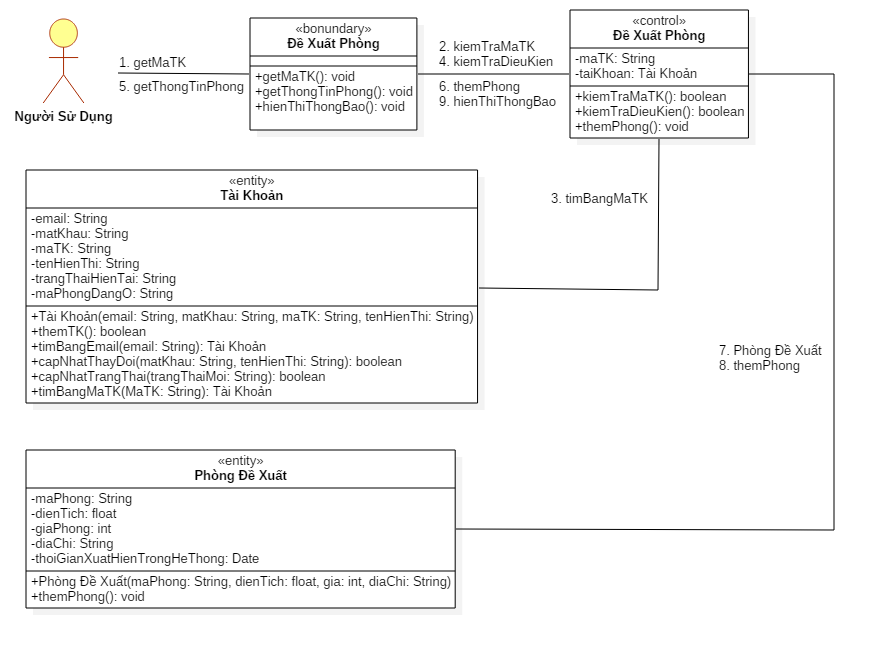 Người Sử Dụng
1. getMaTK
5. getThongTinPhong
«bonundary»
Đề Xuất Phòng
+getMaTK(): void
+getThongTinPhong(): void
+hienThiThongBao(): void
2. kiemTraMaTK
4. kiemTraDieuKien
6. themPhong
9. hienThiThongBao
«control»
Đề Xuất Phòng
-maTK: String
-taiKhoan: Tài Khoản
+kiemTraMaTK(): boolean
+kiemTraDieuKien(): boolean
+themPhong(): void
3. timBangMaTK
«entity»
Tài Khoản
-email: String
-matKhau: String
-maTK: String
-tenHienThi: String
-trangThaiHienTai: String
-maPhongDangO: String
+Tài Khoản(email: String, matKhau: String, maTK: String, tenHienThi: String)
+themTK(): boolean
+timBangEmail(email: String): Tài Khoản
+capNhatThayDoi(matKhau: String, tenHienThi: String): boolean
+capNhatTrangThai(trangThaiMoi: String): boolean
+timBangMaTK(MaTK: String): Tài Khoản
7. Phòng Đề Xuất
8. themPhong
«entity»
Phòng Đề Xuất
-maPhong: String
-dienTich: float
-giaPhong: int
-diaChi: String
-thoiGianXuatHienTrongHeThong: Date
+Phòng Đề Xuất(maPhong: String, dienTich: float, gia: int, diaChi: String)
+themPhong(): void